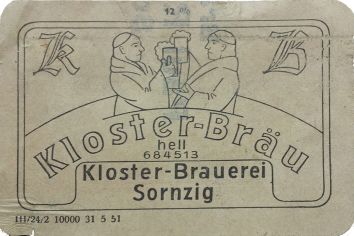 12 %
K B
Kloster-Bräu
hell
684513
Kloster-Brauerei
Sornzig
III/24/2 10000 31 5 51